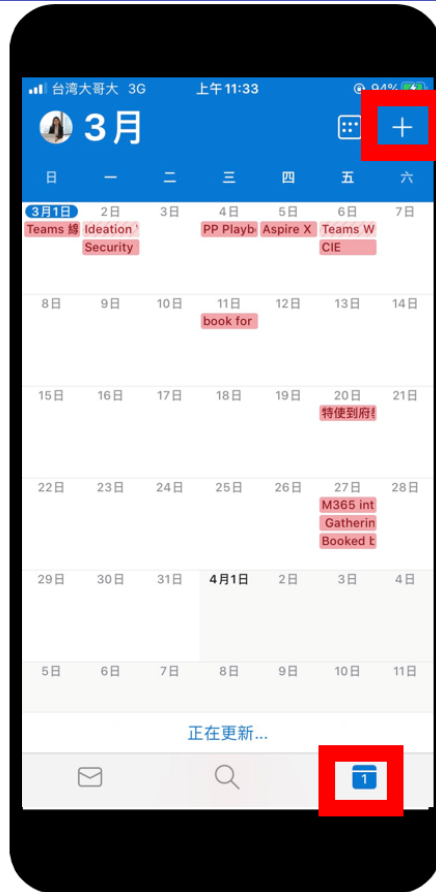 台湾大哥大 3G 上午11:33 94%
3月
日 一 二 三 四 五 六
3月1日 2日 3日 4日 5日 6日 7日
Teams 線 Ideation PP Playb Aspire X Teams W
Security CIE
8日 9日 10日 11日 12日 13日 14日
book for
15日 16日 17日 18日 19日 20日 21日
特使到府
22日 23日 24日 25日 26日 27日 28日
M365 int
Gatherin
Booked b
29日 30日 31日 4月1日 2日 3日 4日
5日 6日 7日 8日 9日 10日 11日
正在更新...
1